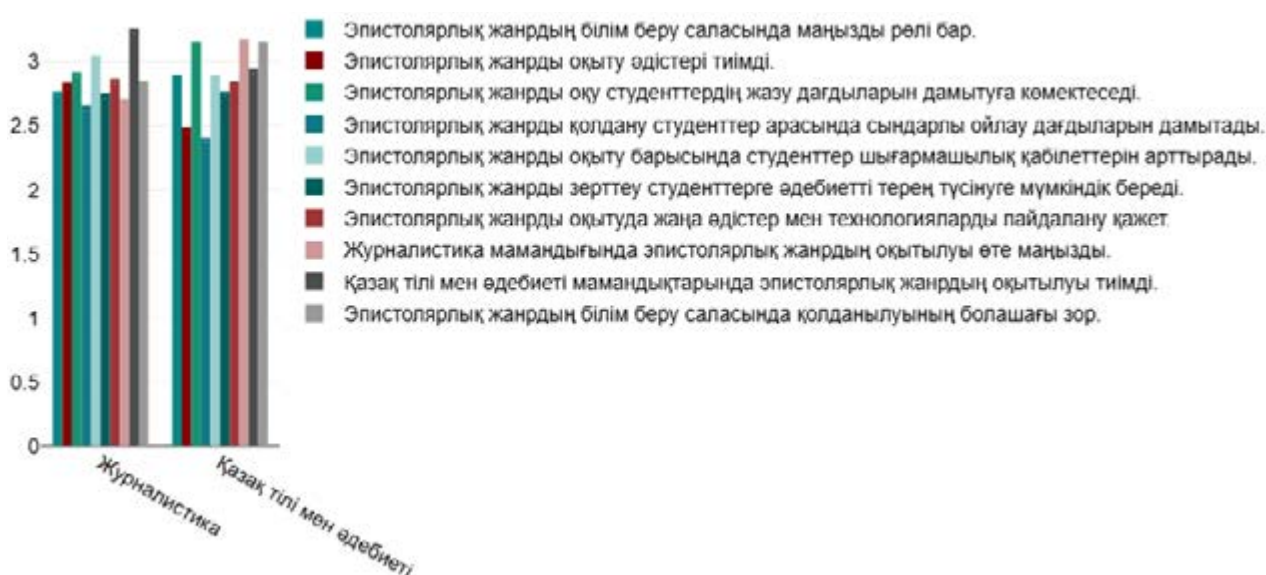 3
2.5
2
1.5
1
0.5
0
Журналистика
Қазақ тілі мен әдебиеті
Эпистолярлық жанрдың білім беру саласында маңызды рөлі бар.
Эпистолярлық жанрды оқыту әдістері тиімді.
Эпистолярлық жанрды оқу студенттердің жазу дағдыларын дамытуға көмектеседі.
Эпистолярлық жанрды қолдану студенттер арасында сындарлы ойлау дағдыларын дамытады.
Эпистолярлық жанрды оқыту барысында студенттер шығармашылық қабілеттерін арттырады.
Эпистолярлық жанрды зерттеу студенттерге әдебиетті терең түсінуге мүмкіндік береді.
Эпистолярлық жанрды оқытуда жаңа әдістер мен технологияларды пайдалану қажет.
Журналистика мамандығында эпистолярлық жанрдың оқытылуы өте маңызды.
Қазақ тілі мен әдебиеті мамандықтарында эпистолярлық жанрдың оқытылуы тиімді.
Эпистолярлық жанрдың білім беру саласында қолданылуының болашағы зор.